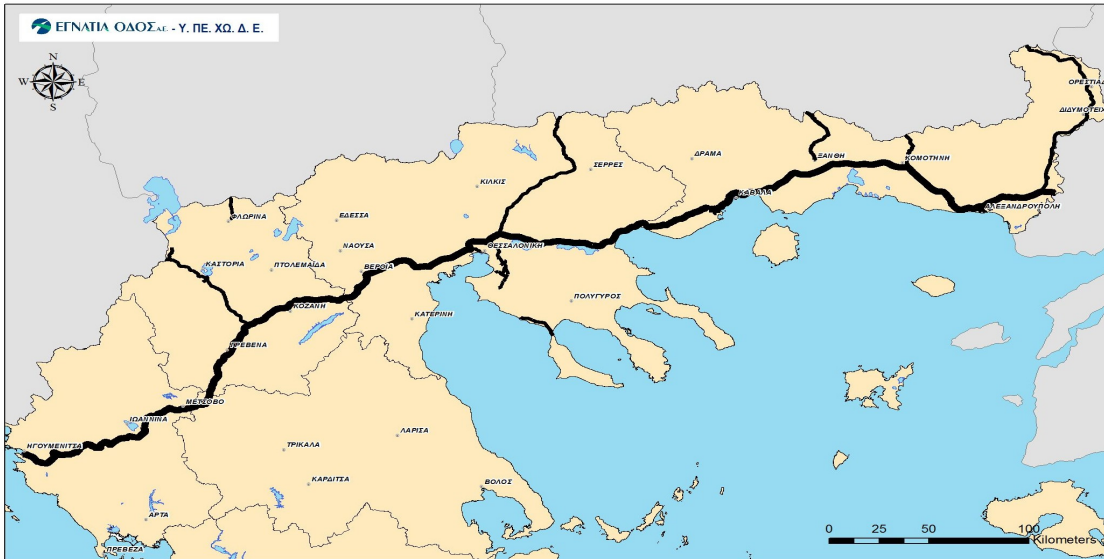 ΕΓΝΑΤΙΑ ΟΔΟΣ Α.Ε. - Υ. ΠΕ. ΧΩ. Δ. Ε.
N
W E
S
ΟΡΕΣΤΙΑΔ
ΔΙΔΥΜΟΤΕΙΧ
ΔΡΑΜΑ
ΞΑΝΘΗ
ΚΟΜΟΤΗΝΗ
ΣΕΡΡΕΣ
ΚΙΛΚΙΣ
ΚΑΒΑΛΑ
ΑΛΕΞΑΝΔΡΟΥΠΟΛΗ
ΦΛΩΡΙΝΑ
ΕΔΕΣΣΑ
ΝΑΟΥΣΑ
ΘΕΣΣΑΛΟΝΙΚΗ
ΚΑΣΤΟΡΙΑ
ΠΤΟΛΕΜΑΙΔΑ
ΒΕΡΟΙΑ
ΠΟΛΥΓΥΡΟΣ
ΚΟΖΑΝΗ
ΚΑΤΕΡΙΝΗ
ΓΡΕΒΕΝΑ
ΜΕΤΣΟΒΟ
ΙΩΑΝΝΙΝΑ
ΗΓΟΥΜΕΝΙΤΣΑ
ΛΑΡΙΣΑ
ΤΡΙΚΑΛΑ
ΚΑΡΔΙΤΣΑ
ΒΟΛΟΣ
ΑΡΤΑ
ΠΡΕΒΕΖΑ
0 25 50 100
Kilometers